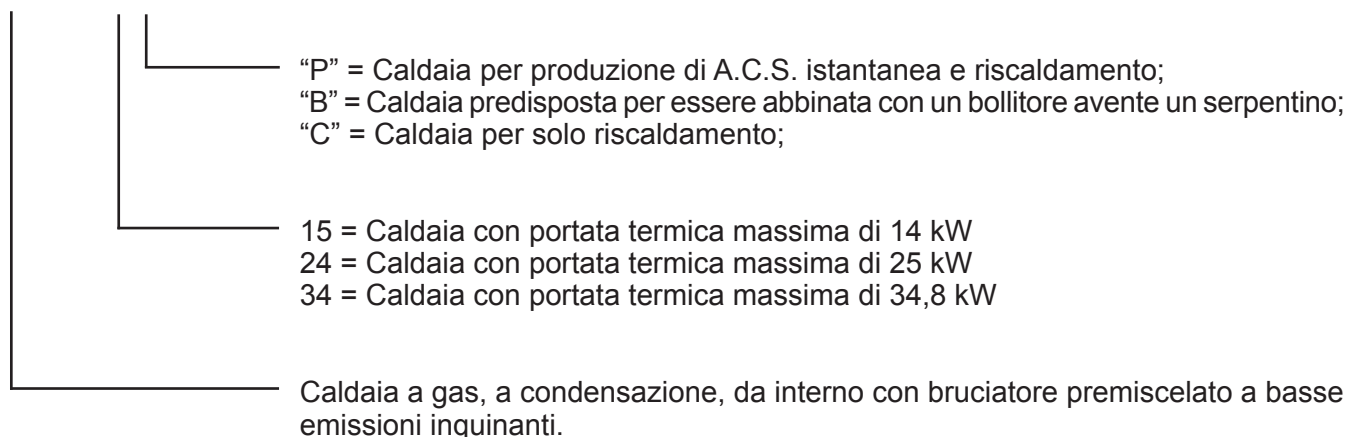 “P” = Caldaia per produzione di A.C.S. istantanea e riscaldamento;
“B” = Caldaia predisposta per essere abbinata con un bollitore avente un serpentino;
“C” = Caldaia per solo riscaldamento;
15 = Caldaia con portata termica massima di 14 kW
24 = Caldaia con portata termica massima di 25 kW
34 = Caldaia con portata termica massima di 34,8 kW
Caldaia a gas, a condensazione, da interno con bruciatore premiscelato a basse
emissioni inquinanti.